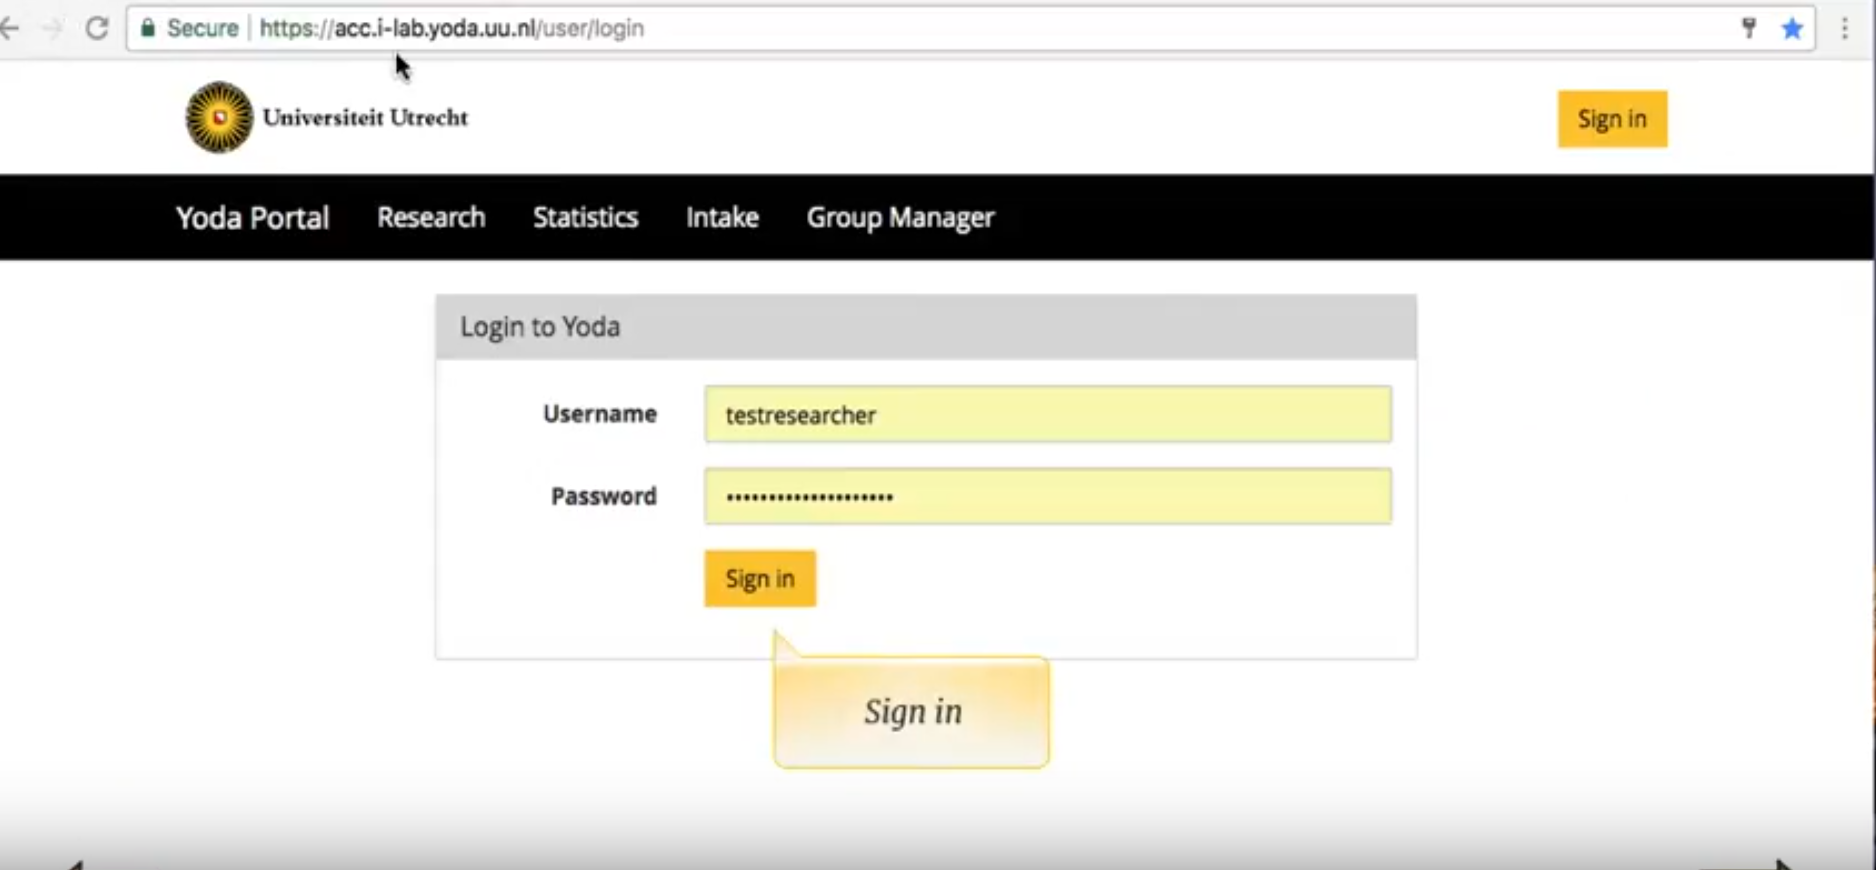 Secure https://acc.i-lab.yoda.uu.nl/user/login
Universiteit Utrecht
Sign in
Yoda Portal Research Statistics Intake Group Manager
Login to Yoda
Username testresearcher
Password ••••••••••••••••••••
Sign in
Sign in